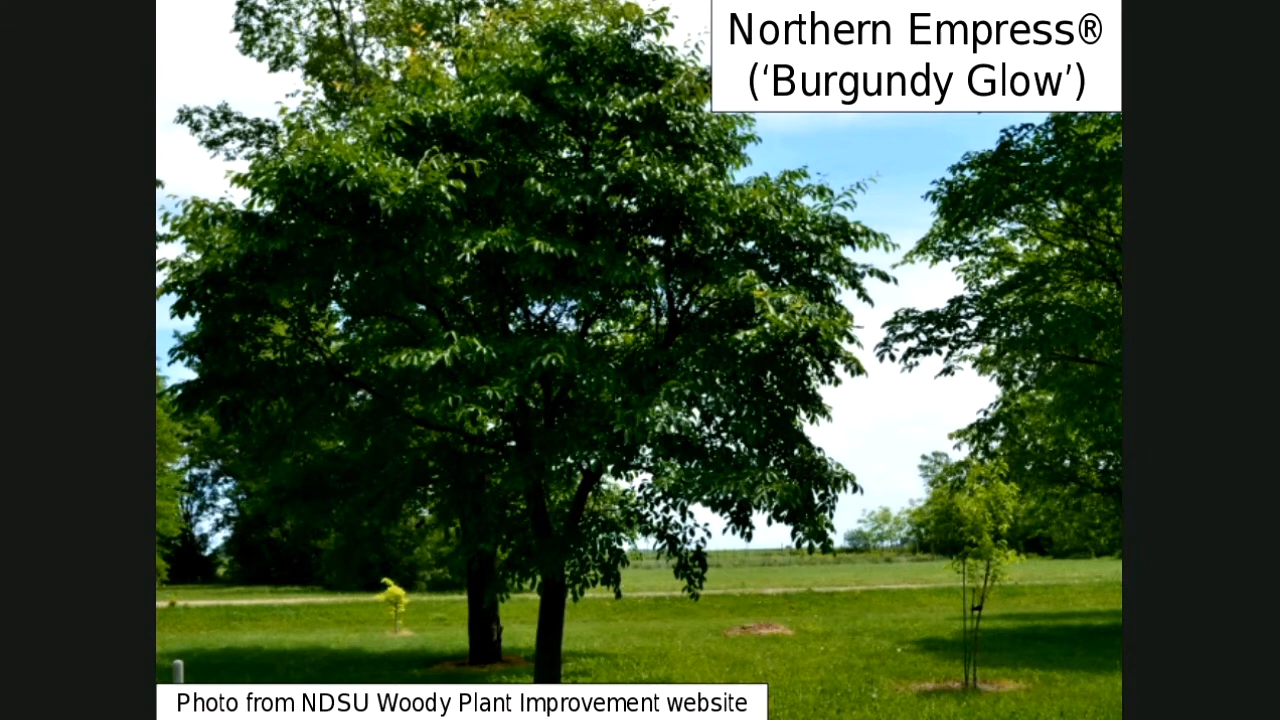 Northern Empress®
(‘Burgundy Glow’)
Photo from NDSU Woody Plant Improvement website